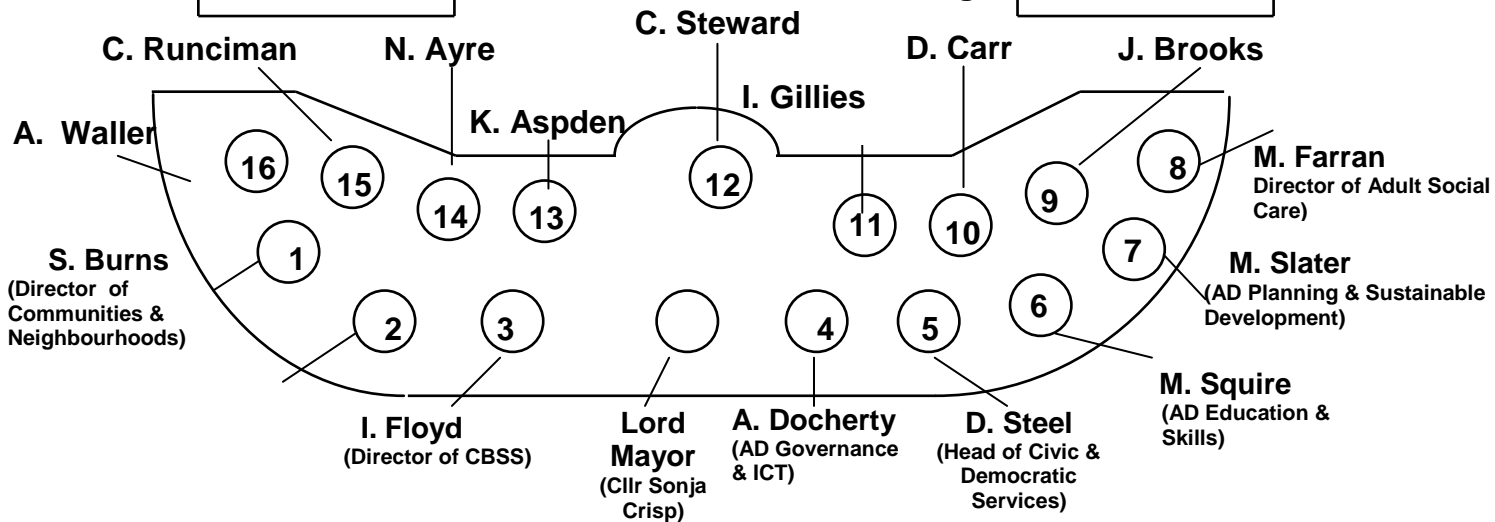 C. Steward
C. Runciman
N. Ayre
D. Carr
J. Brooks
I. Gillies
A. Waller
K. Aspden
16
15
14
13
12
11
10
9
8
M. Farran
Director of Adult Social
Care)
S. Burns
(Director of
Communities &
Neighbourhoods)
1
2
3
4
5
6
7
M. Slater
(AD Planning & Sustainable
Development)
M. Squire
(AD Education &
Skills)
I. Floyd
(Director of CBSS)
Lord
Mayor
(Cllr Sonja
Crisp)
A. Docherty
(AD Governance
& ICT)
D. Steel
(Head of Civic &
Democratic
Services)